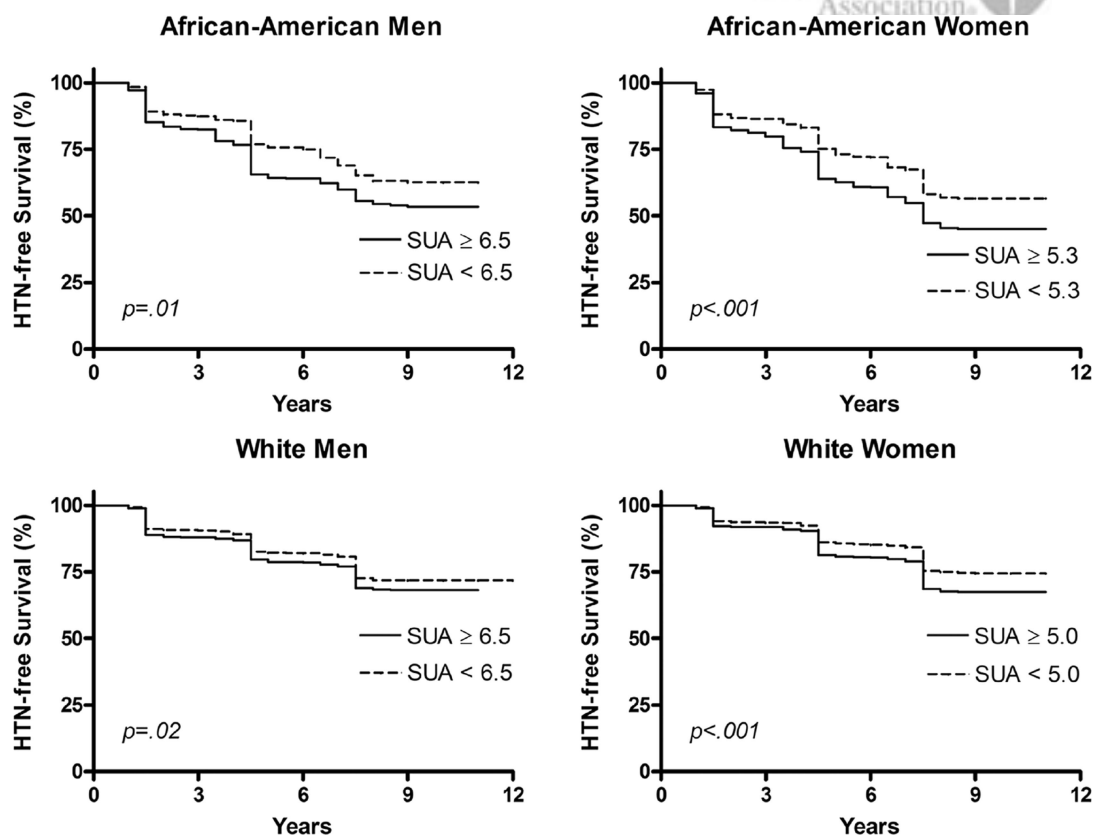 Association®
African-American Men
African-American Women
HTN-free Survival (%)
100
75
50
25
0
SUA ≥ 6.5
SUA < 6.5
p=.01
0 3 6 9 12
Years
HTN-free Survival (%)
100
75
50
25
0
SUA ≥ 5.3
SUA < 5.3
p<.001
0 3 6 9 12
Years
White Men
White Women
HTN-free Survival (%)
100
75
50
25
0
SUA ≥ 6.5
SUA < 6.5
p=.02
0 3 6 9 12
Years
HTN-free Survival (%)
100
75
50
25
0
SUA ≥ 5.0
SUA < 5.0
p<.001
0 3 6 9 12
Years